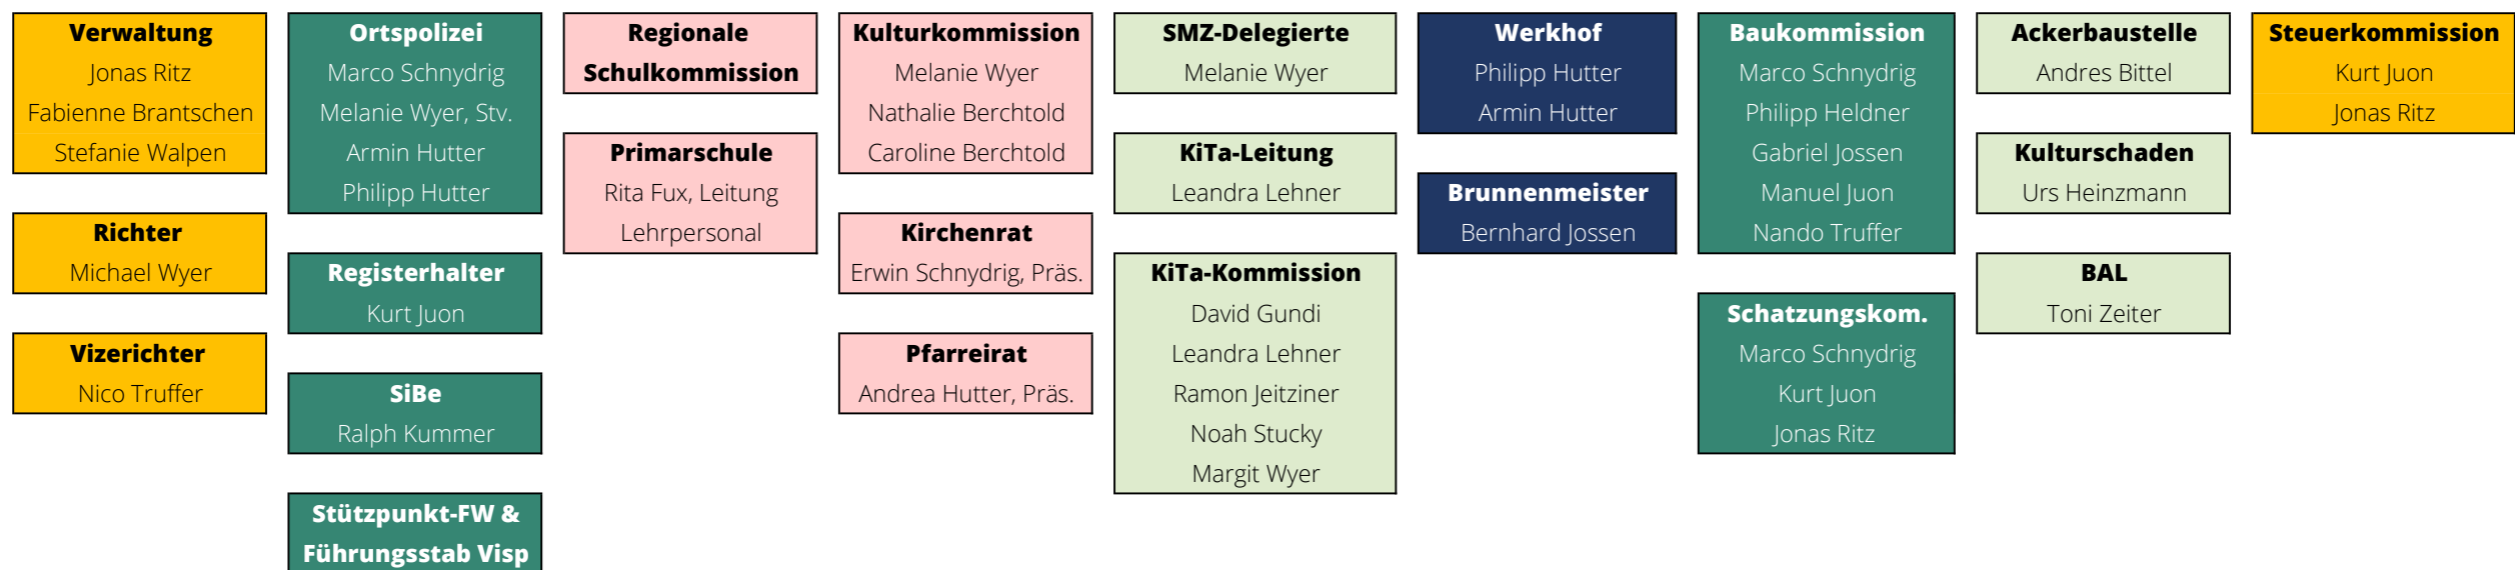 Verwaltung
Jonas Ritz
Fabienne Brantschen
Stefanie Walpen
Richter
Michael Wyer
Vizerichter
Nico Truffer
Ortspolizei
Marco Schnydrig
Melanie Wyer, Stv.
Armin Hutter
Philipp Hutter
Registerhalter
Kurt Juon
SiBe
Ralph Kummer
Stützpunkt-FW &
Führungsstab Visp
Regionale
Schulkommission
Primarschule
Rita Fux, Leitung
Lehrpersonal
Kulturkommission
Melanie Wyer
Nathalie Berchtold
Caroline Berchtold
Kirchenrat
Erwin Schnydrig, Präs.
Pfarreirat
Andrea Hutter, Präs.
SMZ-Delegierte
Melanie Wyer
KiTa-Leitung
Leandra Lehner
KiTa-Kommission
David Gundi
Leandra Lehner
Ramon Jeitziner
Noah Stucky
Margit Wyer
Werkhof
Philipp Hutter
Armin Hutter
Brunnenmeister
Bernhard Jossen
Baukommission
Marco Schnydrig
Philipp Heldner
Gabriel Jossen
Manuel Juon
Nando Truffer
Schatzungskom.
Marco Schnydrig
Kurt Juon
Jonas Ritz
Ackerbaustelle
Andres Bittel
Kulturschaden
Urs Heinzmann
BAL
Toni Zeiter
Steuerkommission
Kurt Juon
Jonas Ritz